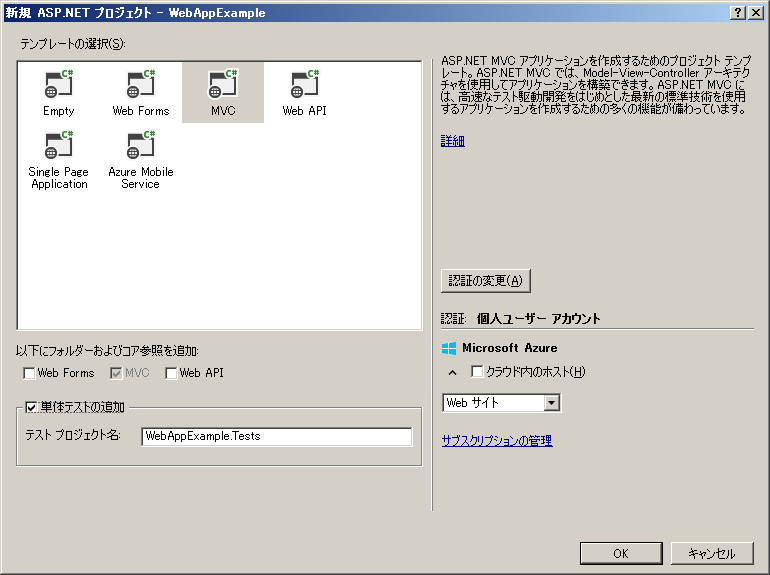 新規 ASP.NET プロジェクト - WebAppExample
テンプレートの選択(S):
Empty
Web Forms
MVC
Web API
Single Page
Application
Azure Mobile
Service
以下にフォルダーおよびコア参照を追加:
Web Forms
MVC
Web API
単体テストの追加
テスト プロジェクト名:
WebAppExample.Tests
ASP.NET MVC アプリケーションを作成するためのプロジェクト テンプ
レート。ASP.NET MVC では、Model-View-Controller アーキテク
チャを使用してアプリケーションを構築できます。ASP.NET MVC に
は、高速なテスト駆動開発をはじめとした最新の標準技術を使用
するアプリケーションを作成するための多くの機能が備わっています。
詳細
認証の変更(A)
認証: 個人ユーザー アカウント
Microsoft Azure
クラウド内のホスト(H)
Web サイト
サブスクリプションの管理
OK
キャンセル